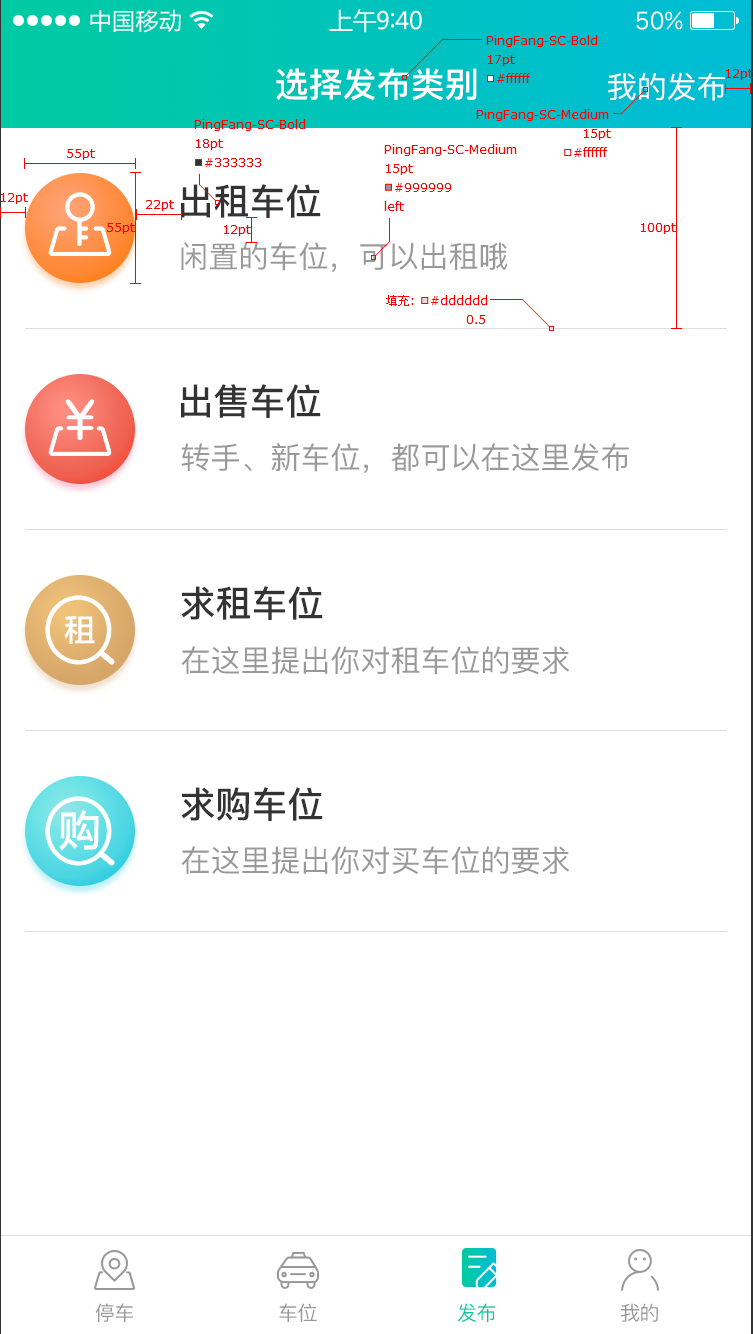 中国移动 上午9:40 50%
PingFang-SC-Bold
17pt
#ffffff
选择发布类别
我的发布
12pt
PingFang-SC-Medium
15pt
#ffffff
PingFang-SC-Bold
18pt
#333333
PingFang-SC-Medium
15pt
#999999
left
55pt
12pt
55pt
22pt
出租车位
12pt
100pt
闲置的车位，可以出租哦
填充: #dddddd
0.5
¥
出售车位
转手、新车位，都可以在这里发布
租
求租车位
在这里提出你对租车位的要求
购
求购车位
在这里提出你对买车位的要求
停车 车位 发布 我的